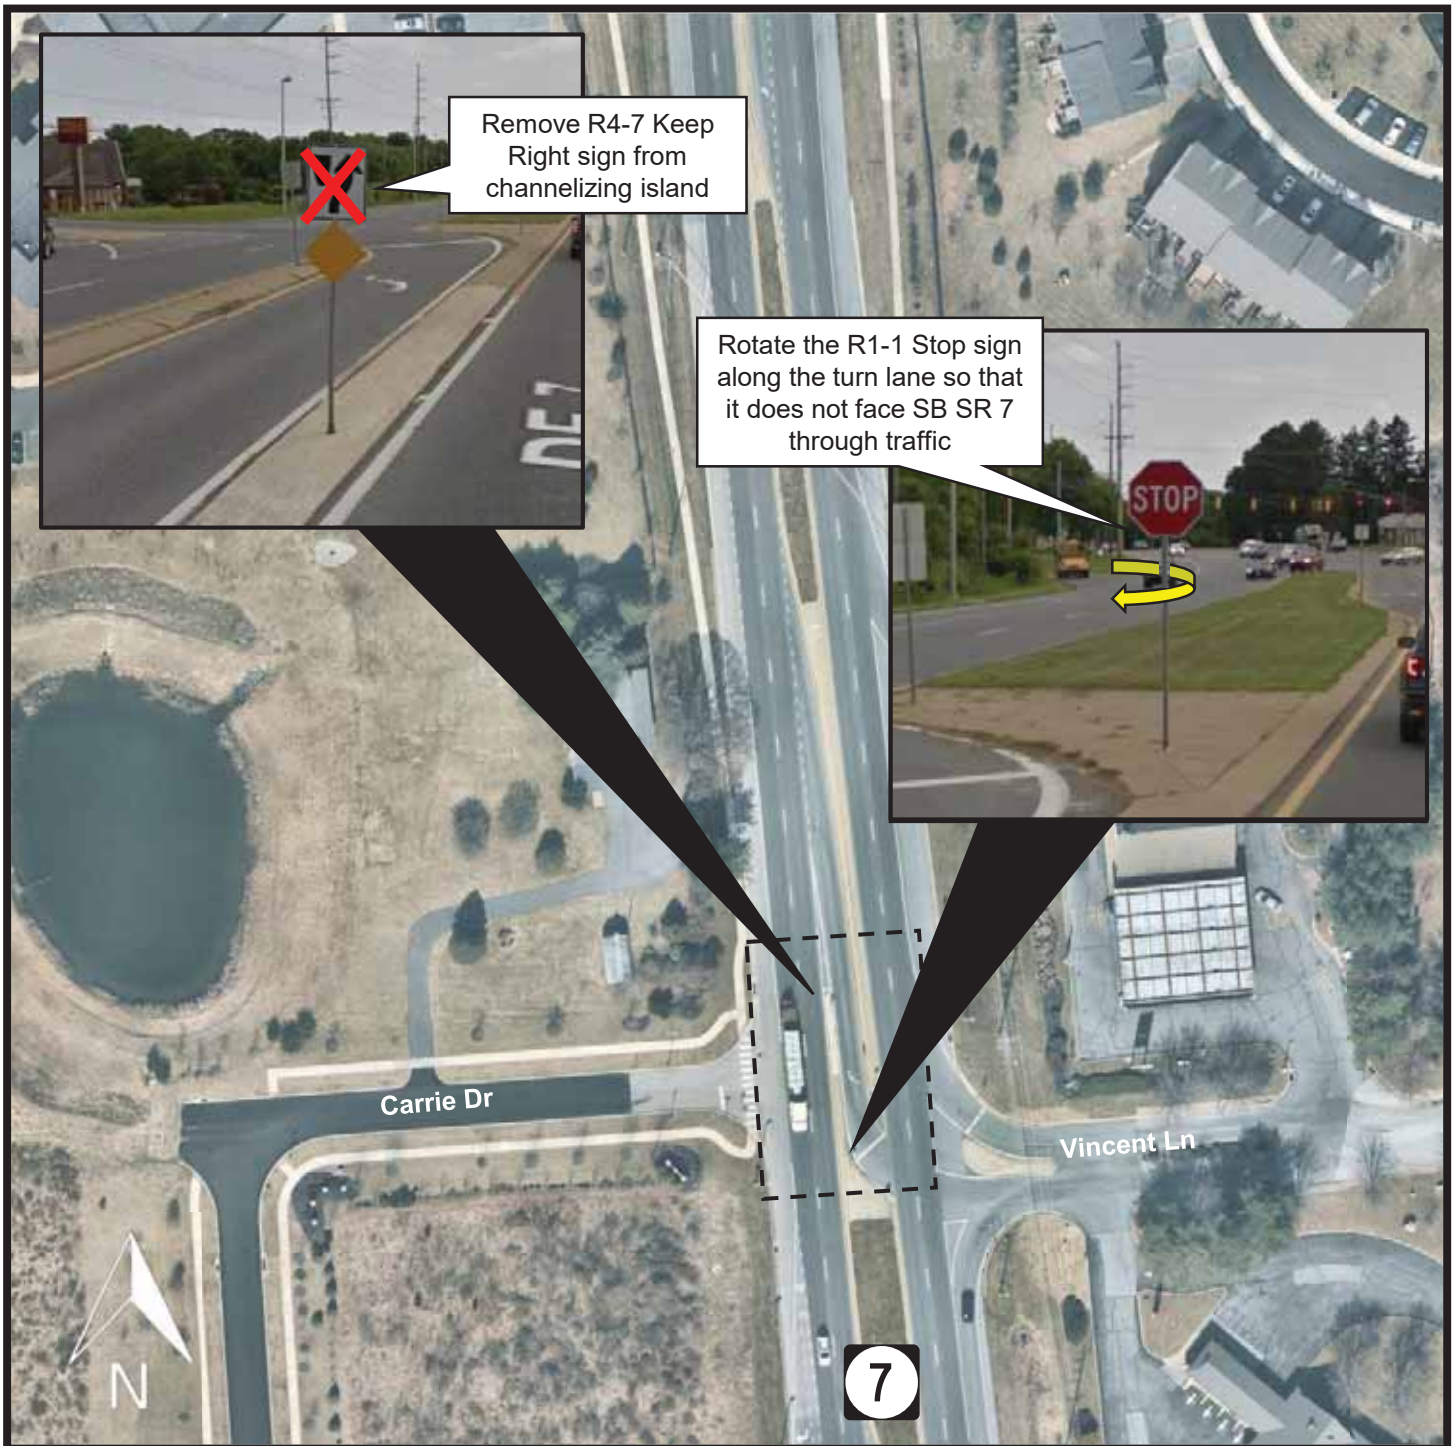 Remove R4-7 Keep
Right sign from
channelizing island
DE 7
Rotate the R1-1 Stop sign
along the turn lane so that
it does not face SB SR 7
through traffic
STOP
Carrie Dr
Vincent Ln
N
7